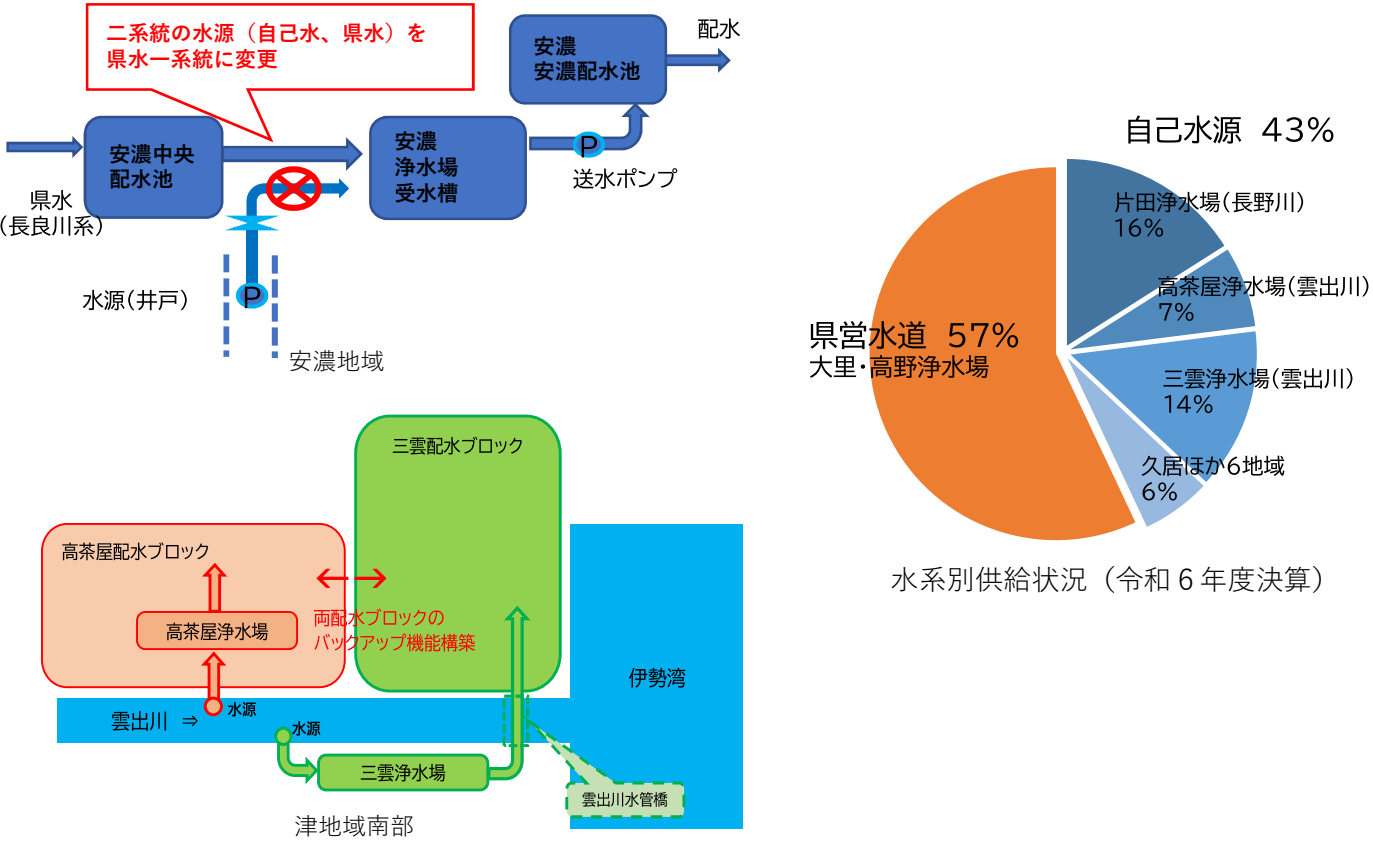 二系統の水源（自己水、県水）を
県水一系統に変更
安濃
安濃配水池
配水
安濃中央
配水池
安濃
浄水場
受水槽
P
送水ポンプ
県水
（長良川系）
水源（井戸）
P
安濃地域
三雲配水ブロック
高茶屋配水ブロック
高茶屋浄水場
両配水ブロックの
バックアップ機能構築
伊勢湾
雲出川 ⇒
水源
水源
三雲浄水場
雲出川水管橋
津地域南部
自己水源 43%
片田浄水場（長野川）
16%
高茶屋浄水場（雲出川）
7%
県営水道 57%
大里・高野浄水場
三雲浄水場（雲出川）
14%
久居ほか6地域
6%
水系別供給状況（令和６年度決算）